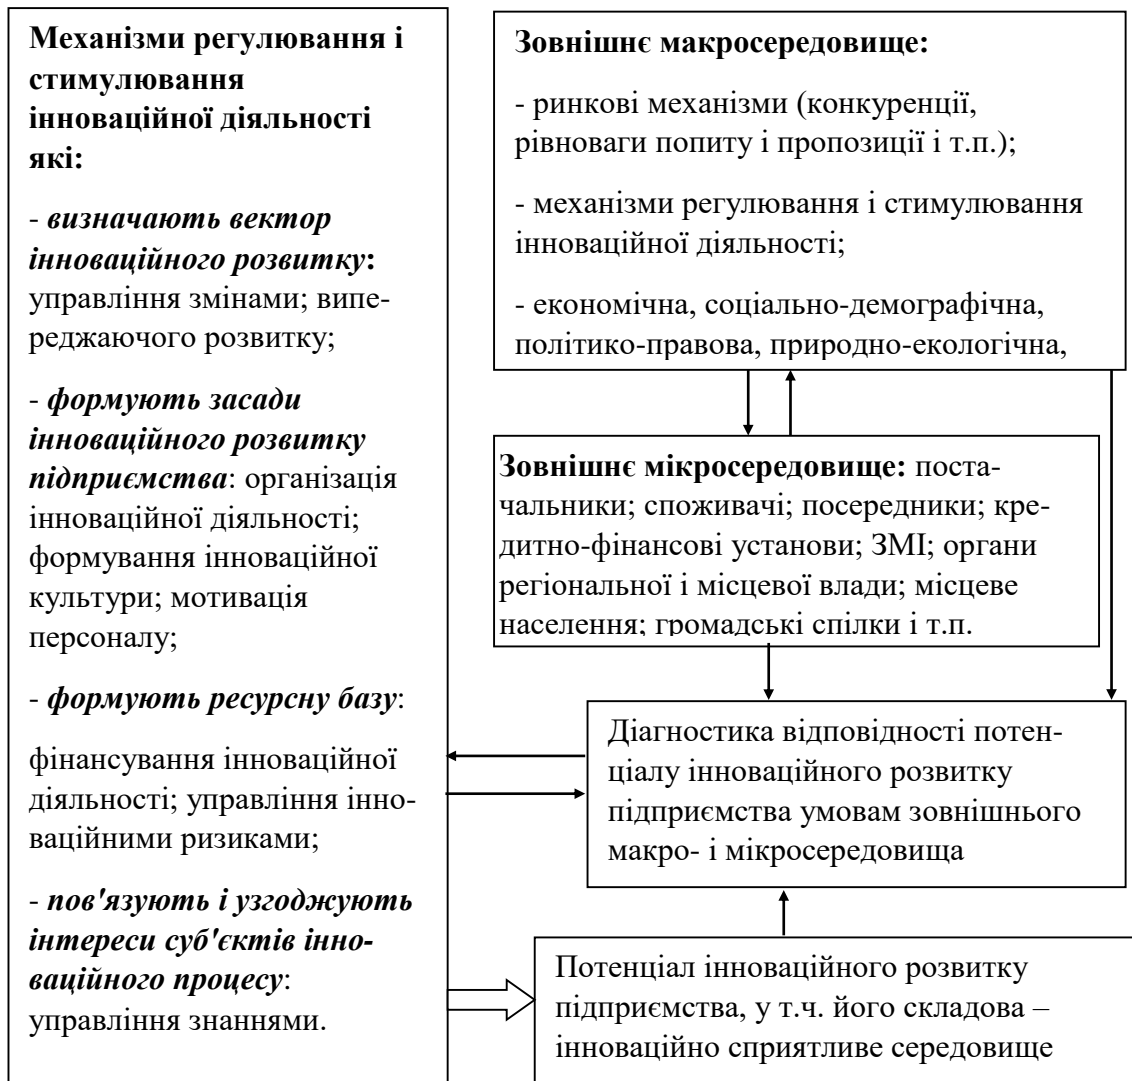 Механізми регулювання і
стимулювання
інноваційної діяльності
які:
- визначають вектор
інноваційного розвитку:
управління змінами; випе-
реджаючого розвитку;
- формують засади
інноваційного розвитку
підприємства: організація
інноваційної діяльності;
формування інноваційної
культури; мотивація
персоналу;
- формують ресурсну базу:
фінансування інноваційної
діяльності; управління інно-
ваційними ризиками;
- пов'язують і узгоджують
інтереси суб'єктів інно-
ваційного процесу:
управління знаннями.
Зовнішнє макросередовище:
- ринкові механізми (конкуренції,
рівноваги попиту і пропозиції і т.п.);
- механізми регулювання і стимулювання
інноваційної діяльності;
- економічна, соціально-демографічна,
політико-правова, природно-екологічна,
Зовнішнє мікросередовище: поста-
чальники; споживачі; посередники; кре-
дитно-фінансові установи; ЗМІ; органи
регіональної і місцевої влади; місцеве
населення; громадські спілки і т.п.
Діагностика відповідності потен-
ціалу інноваційного розвитку
підприємства умовам зовнішнього
макро- і мікросередовища
Потенціал інноваційного розвитку
підприємства, у т.ч. його складова –
інноваційно сприятливе середовище